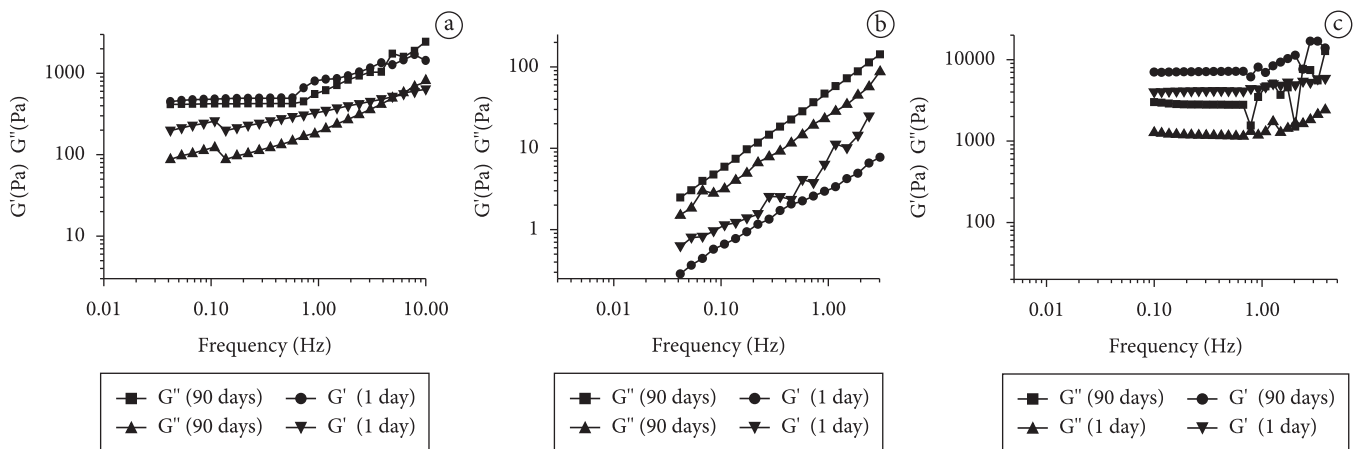 a
1000
100
10
G'(Pa) G"(Pa)
0.01 0.10 1.00 10.00
Frequency (Hz)
G" (90 days) G' (1 day)
G" (90 days) G' (1 day)
b
100
10
1
G'(Pa) G"(Pa)
0.01 0.10 1.00
Frequency (Hz)
G" (90 days) G' (1 day)
G" (90 days) G' (1 day)
c
10000
1000
100
G'(Pa) G"(Pa)
0.01 0.10 1.00
Frequency (Hz)
G" (90 days) G' (90 days)
G" (1 day) G' (1 day)